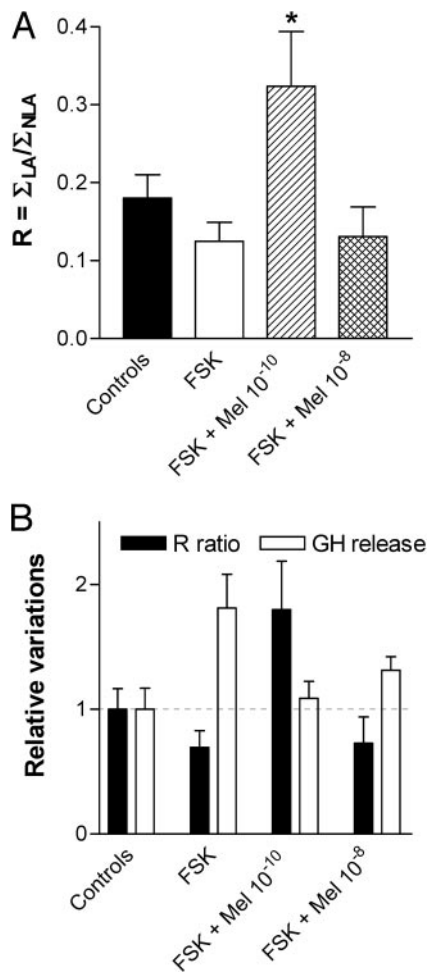 A
R = Σ_LA/Σ_NLA
0.4
0.3
0.2
0.1
0.0
*
Controls
FSK
FSK + Mel 10⁻¹⁰
FSK + Mel 10⁻⁸
B
Relative variations
R ratio
GH release
2
1
0
Controls
FSK
FSK + Mel 10⁻¹⁰
FSK + Mel 10⁻⁸